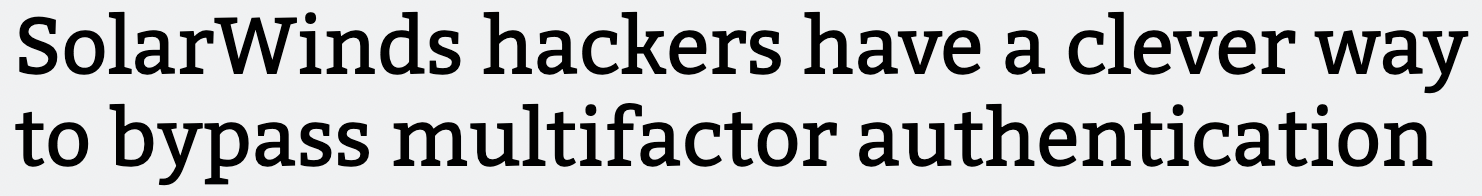 SolarWinds hackers have a clever way
to bypass multifactor authentication